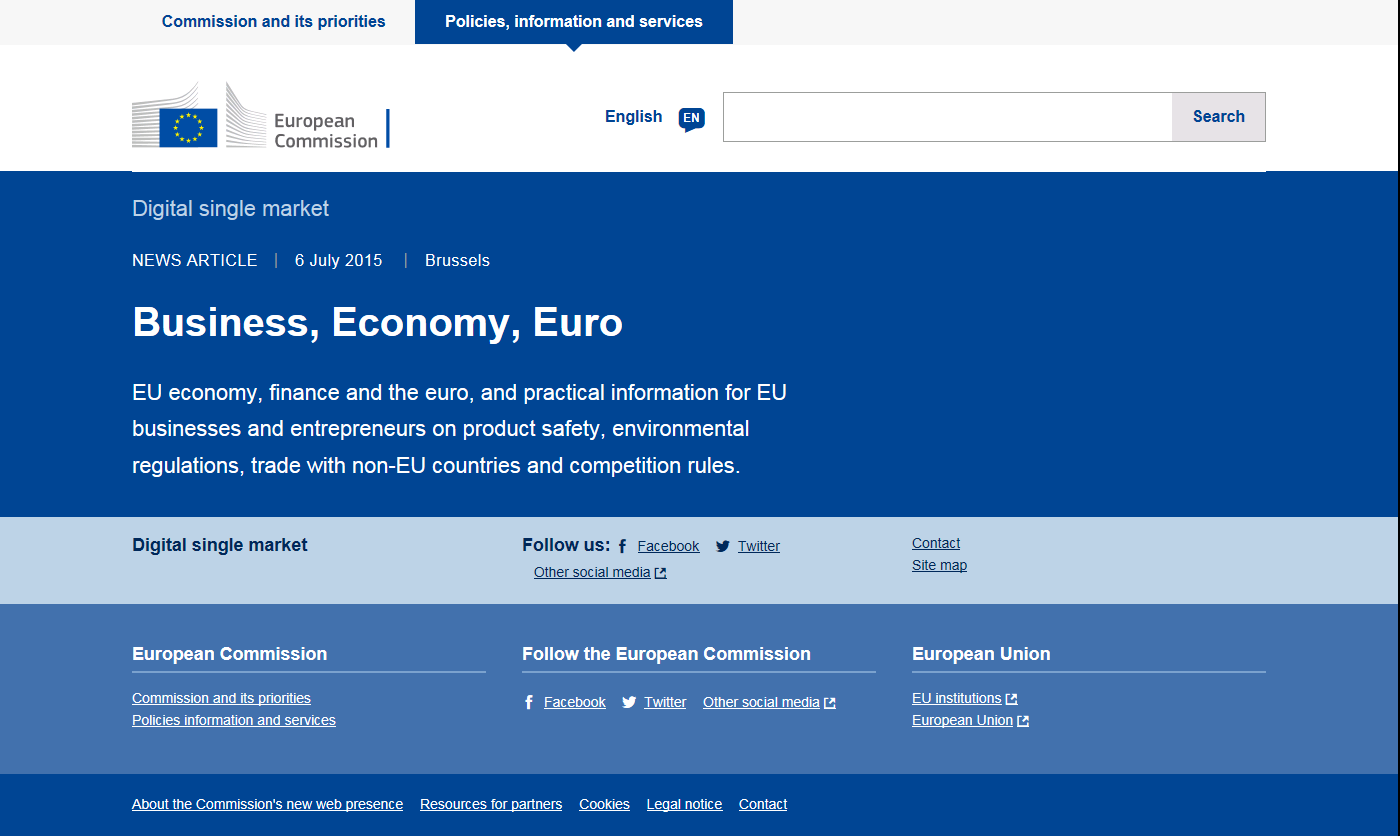 Commission and its priorities
Policies, information and services
European
Commission
English
EN
Search
Digital single market
NEWS ARTICLE | 6 July 2015 | Brussels
Business, Economy, Euro
EU economy, finance and the euro, and practical information for EU
businesses and entrepreneurs on product safety, environmental
regulations, trade with non-EU countries and competition rules.
Digital single market
Follow us: Facebook Twitter
Other social media
Contact
Site map
European Commission
Commission and its priorities
Policies information and services
Follow the European Commission
Facebook Twitter Other social media
European Union
EU institutions
European Union
About the Commission's new web presence Resources for partners Cookies Legal notice Contact